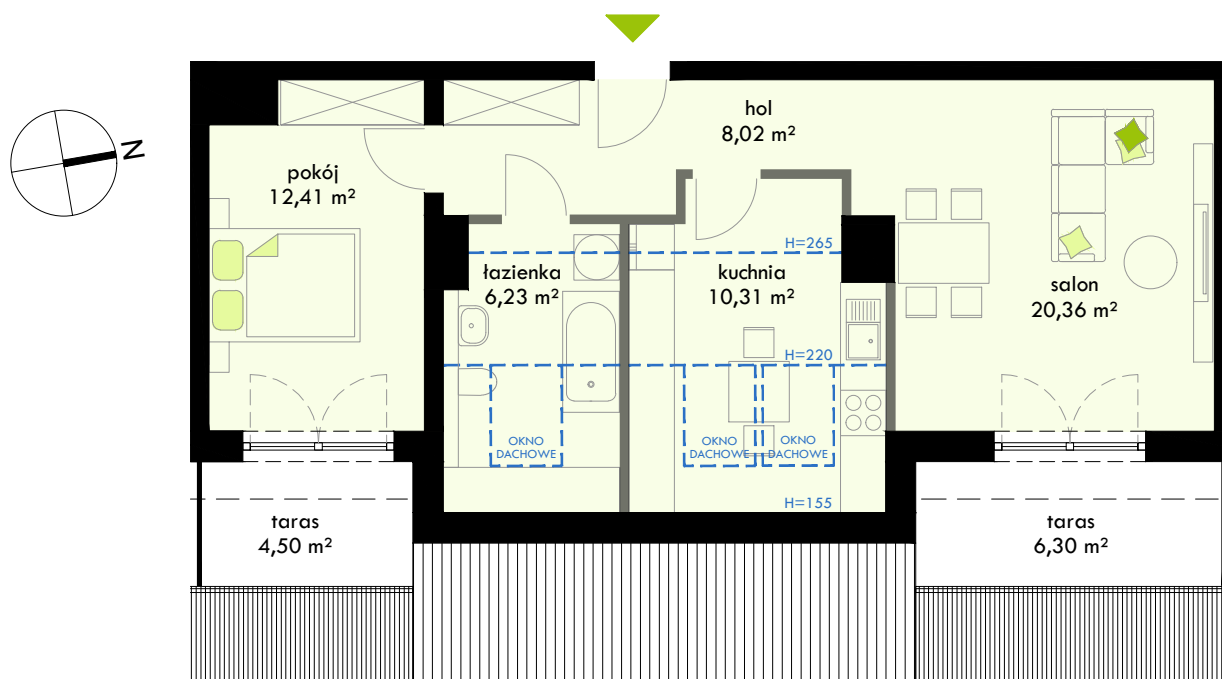 N
hol
8,02 m²
pokój
12,41 m²
H=265
łazienka
6,23 m²
kuchnia
10,31 m²
salon
20,36 m²
H=220
OKNO
DACHOWE
OKNO
DACHOWE
OKNO
DACHOWE
H=155
taras
4,50 m²
taras
6,30 m²